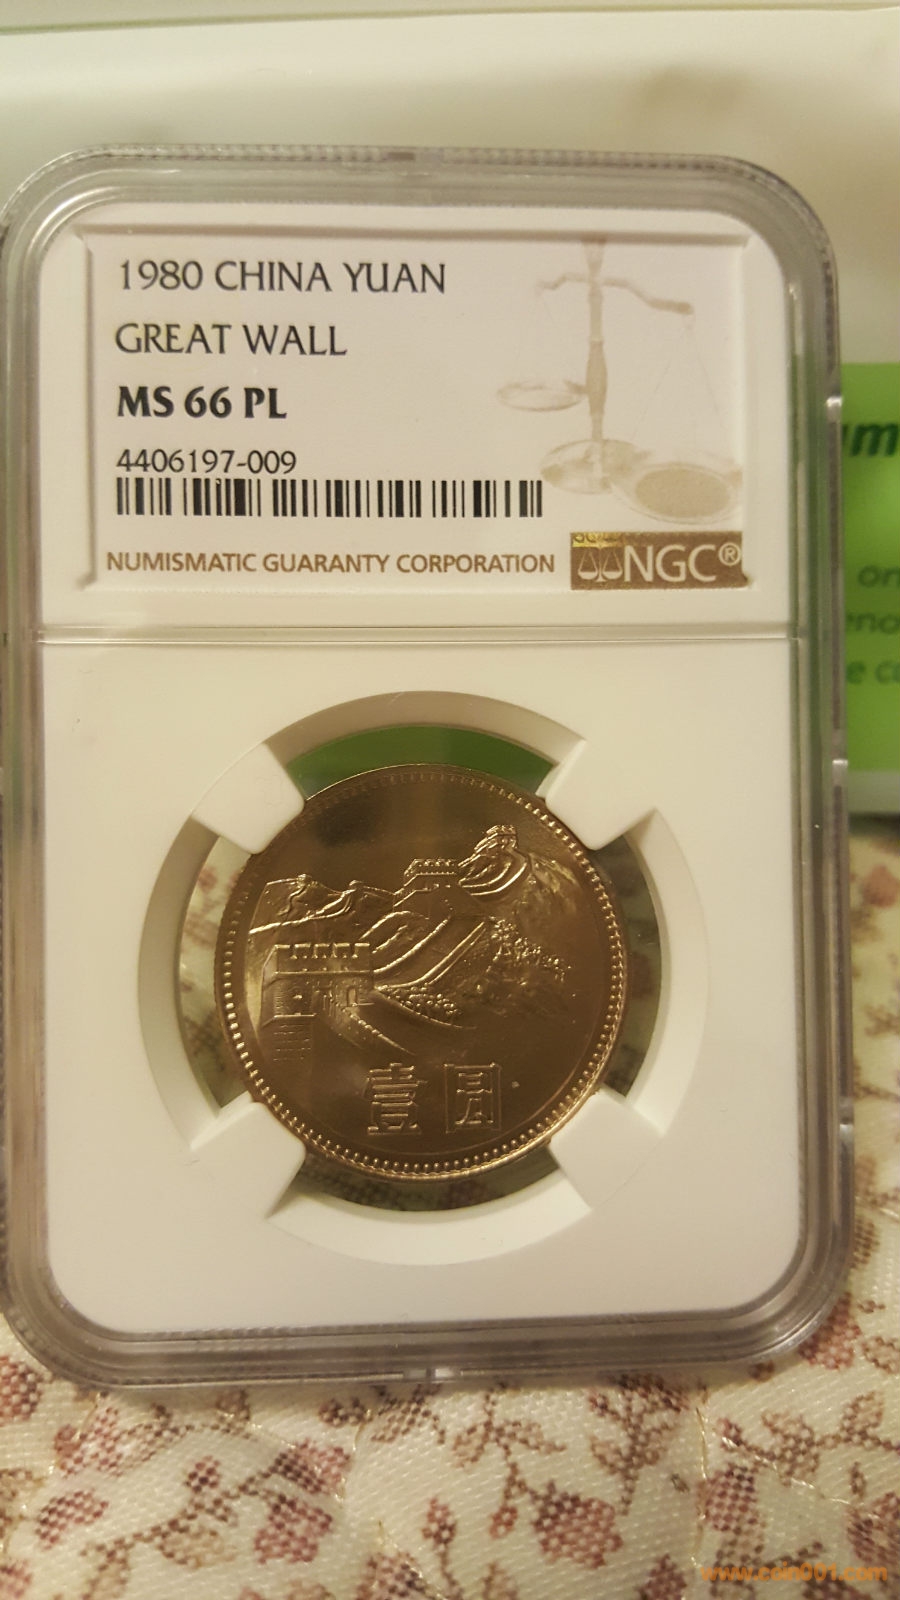 1980 CHINA YUAN
GREAT WALL
MS 66 PL
4406197-009
NUMISMATIC GUARANTY CORPORATION
NGC®
壹圆
www.coin001.com